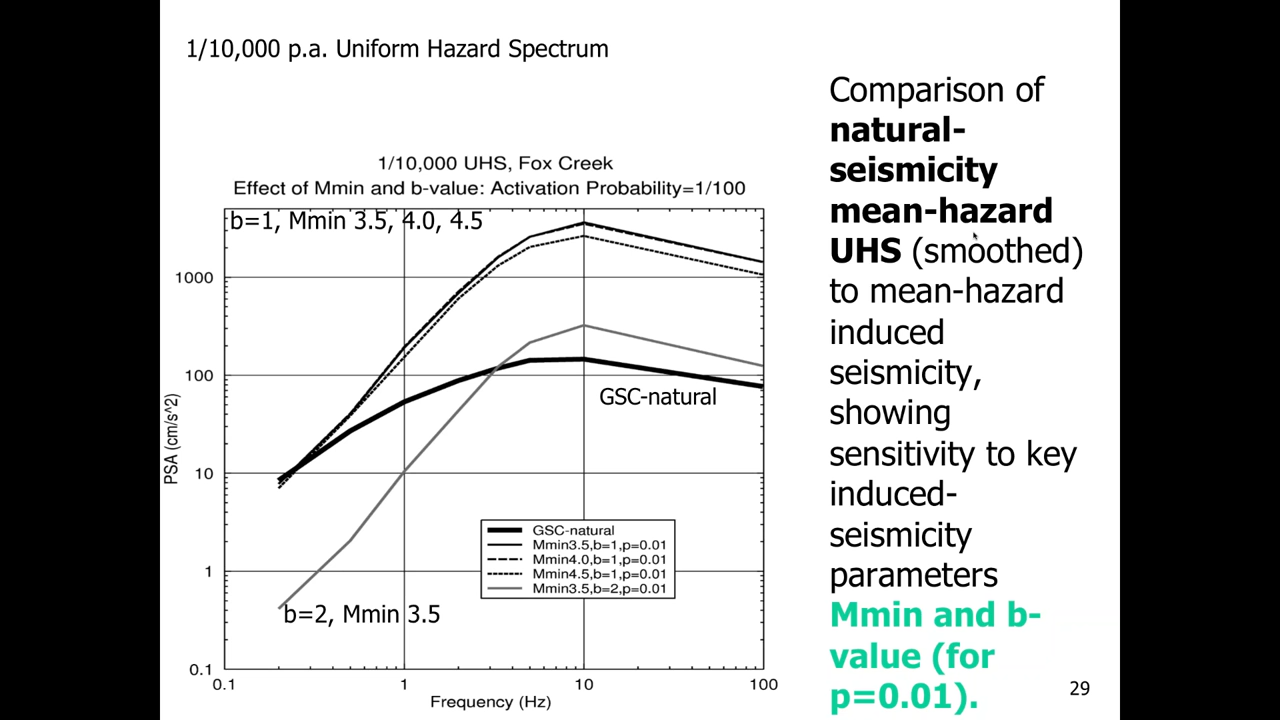 1/10,000 p.a. Uniform Hazard Spectrum
1/10,000 UHS, Fox Creek
Effect of Mmin and b-value: Activation Probability=1/100
b=1, Mmin 3.5, 4.0, 4.5
1000
100
10
1
0.1
PSA (cm/s^2)
GSC-natural
GSC-natural
Mmin3.5,b=1,p=0.01
Mmin4.0,b=1,p=0.01
Mmin4.5,b=1,p=0.01
Mmin3.5,b=2,p=0.01
b=2, Mmin 3.5
0.1
1
10
100
Frequency (Hz)
Comparison of
natural-
seismicity
mean-hazard
UHS (smoothed)
to mean-hazard
induced
seismicity,
showing
sensitivity to key
induced-
seismicity
parameters
Mmin and b-
value (for
p=0.01).
29